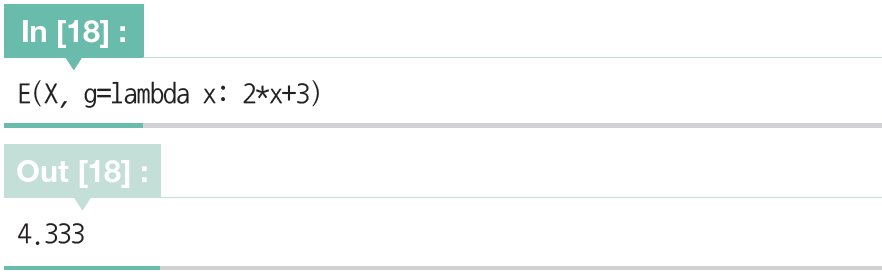 In [18] :
E(X, g=lambda x: 2*x+3)
Out [18] :
4.333